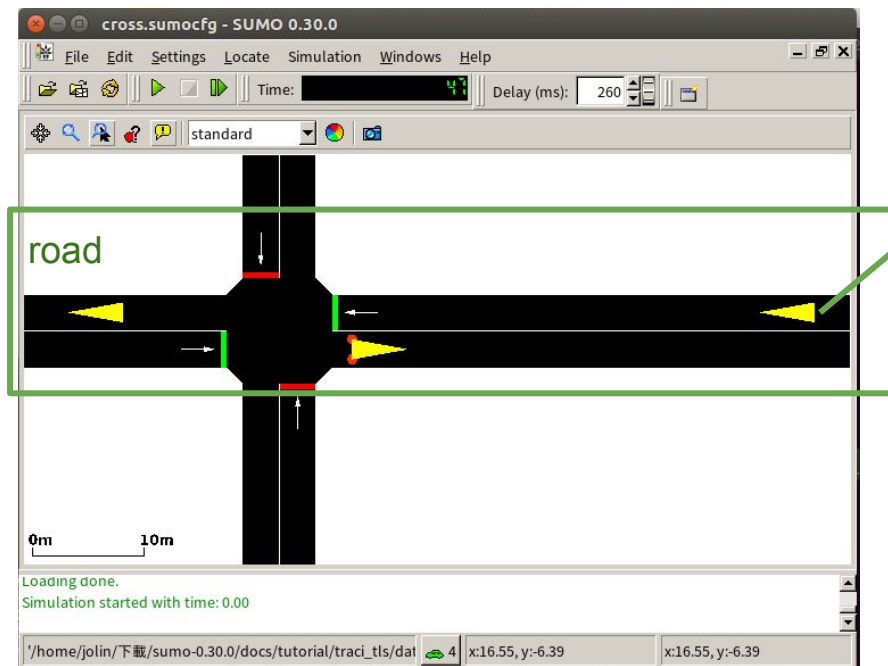 cross.sumocfg - SUMO 0.30.0
File Edit Settings Locate Simulation Windows Help
Time: 47 Delay (ms): 260
standard
road
0m 10m
Loading done.
Simulation started with time: 0.00
'/home/jolin/下載/sumo-0.30.0/docs/tutorial/traci_tls/dat 4 x:16.55, y:-6.39 x:16.55, y:-6.39